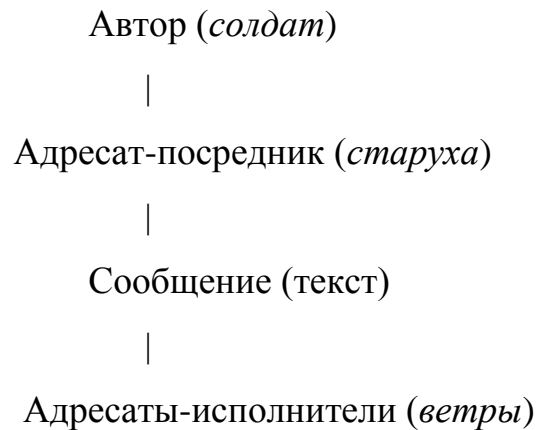 Автор (солдат)
|
Адресат-посредник (старуха)
|
Сообщение (текст)
|
Адресаты-исполнители (ветры)